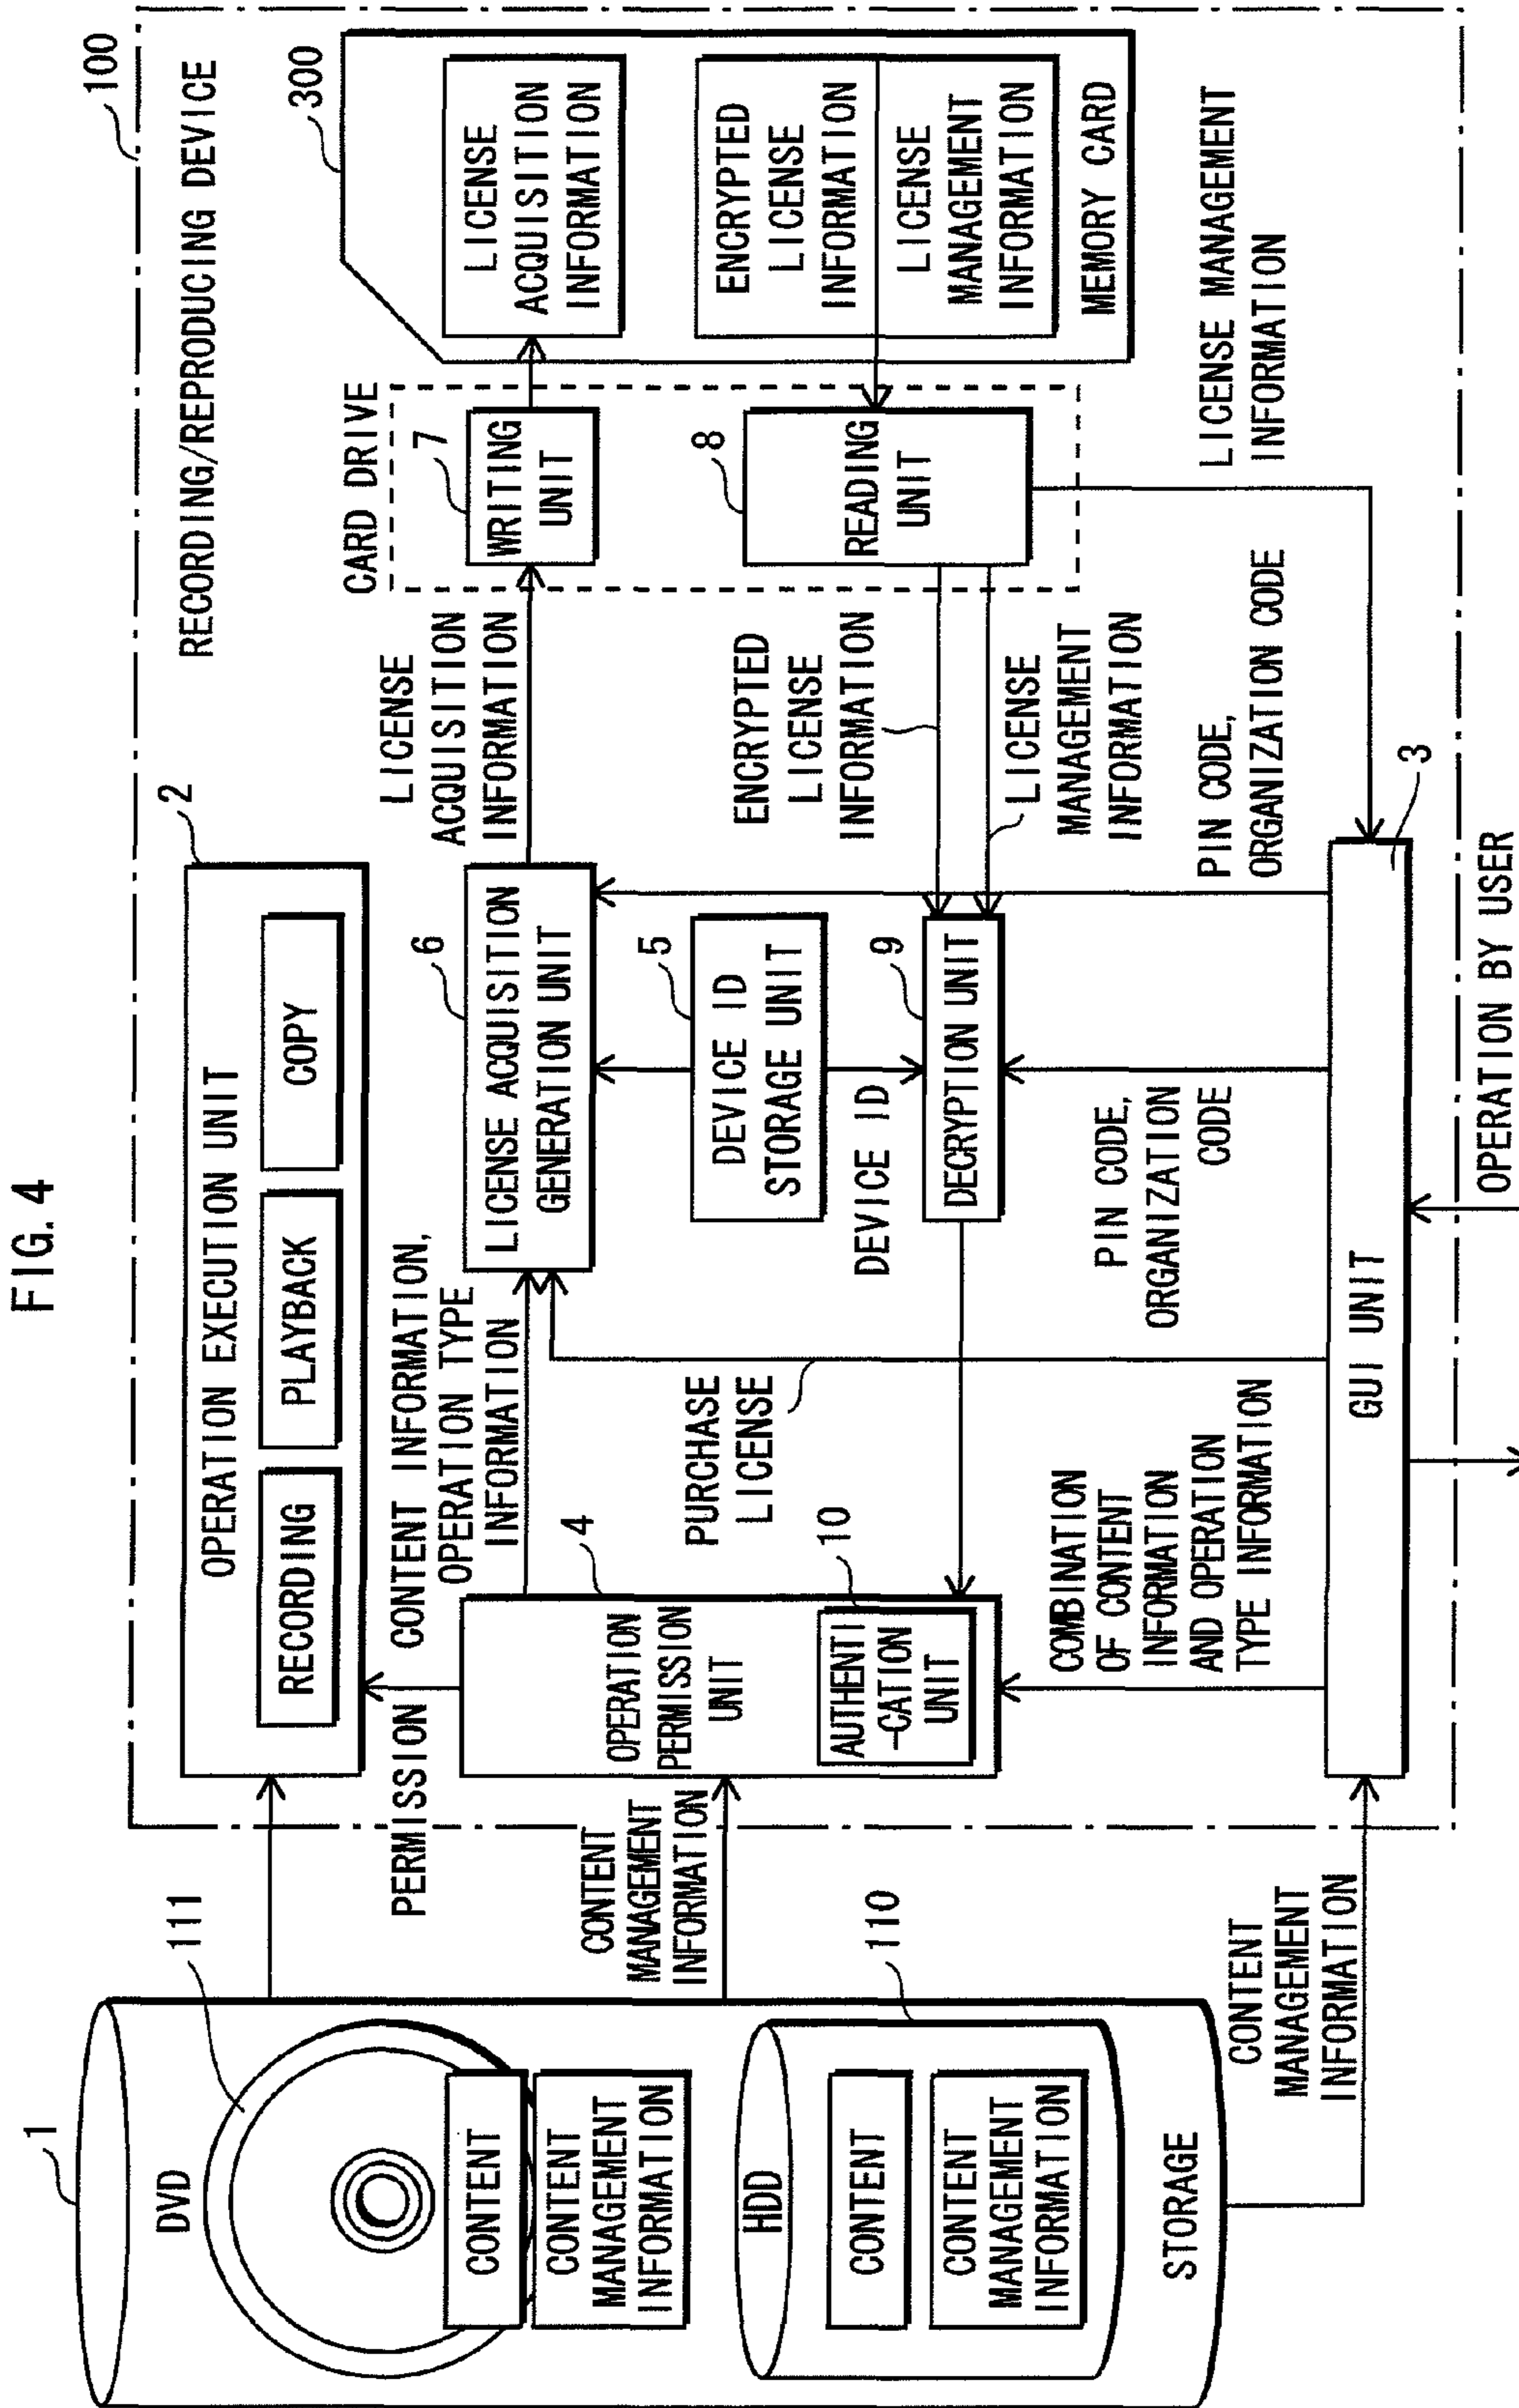 FIG. 4
100
RECORDING/REPRODUCING DEVICE
1
DVD
111
CONTENT
CONTENT
MANAGEMENT
INFORMATION
HDD
110
CONTENT
CONTENT
MANAGEMENT
INFORMATION
STORAGE
CONTENT
MANAGEMENT
INFORMATION
CONTENT
MANAGEMENT
INFORMATION
2
OPERATION EXECUTION UNIT
RECORDING
PLAYBACK
COPY
PERMISSION
CONTENT INFORMATION,
OPERATION TYPE
INFORMATION
4
OPERATION
PERMISSION
UNIT
10
AUTHENTI
-CATION
UNIT
PURCHASE
LICENSE
COMBINATION
OF CONTENT
INFORMATION
AND OPERATION
TYPE INFORMATION
6
LICENSE ACQUISITION
GENERATION UNIT
5
DEVICE ID
STORAGE UNIT
DEVICE ID
9
DECRYPTION UNIT
PIN CODE,
ORGANIZATION
CODE
LICENSE
ACQUISITION
INFORMATION
ENCRYPTED
LICENSE
INFORMATION
LICENSE
MANAGEMENT
INFORMATION
PIN CODE,
ORGANIZATION CODE
CARD DRIVE
7
WRITING
UNIT
8
READING
UNIT
300
LICENSE
ACQUISITION
INFORMATION
ENCRYPTED
LICENSE
INFORMATION
LICENSE
MANAGEMENT
INFORMATION
MEMORY CARD
LICENSE MANAGEMENT
INFORMATION
3
GUI UNIT
OPERATION BY USER